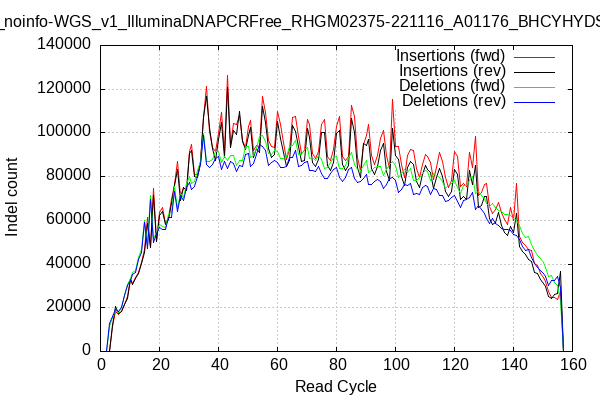 _noinfo-WGS_v1_IlluminaDNAPCRFree_RHGM02375-221116_A01176_BHCYHYDS
Insertions (fwd)
Insertions (rev)
Deletions (fwd)
Deletions (rev)
Indel count
140000
120000
100000
80000
60000
40000
20000
0
0 20 40 60 80 100 120 140 160
Read Cycle